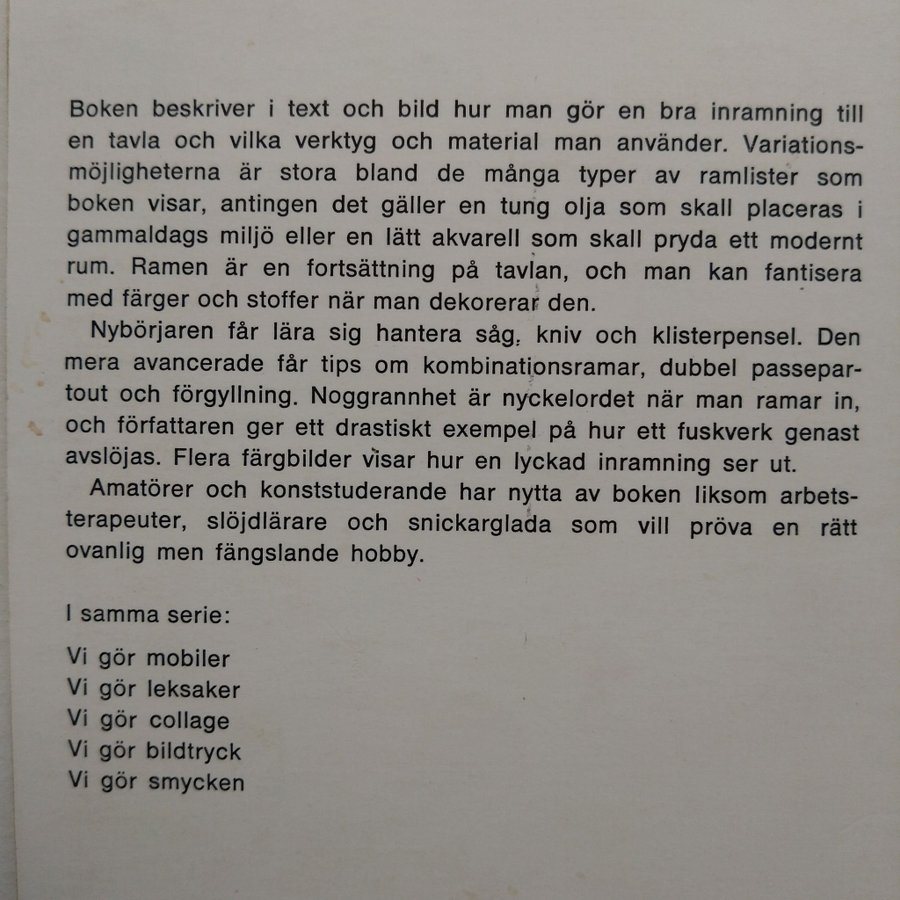 Boken beskriver i text och bild hur man gör en bra inramning till
en tavla och vilka verktyg och material man använder. Variations-
möjligheterna är stora bland de många typer av ramlister som
boken visar, antingen det gäller en tung olja som skall placeras i
gammaldags miljö eller en lätt akvarell som skall pryda ett modernt
rum. Ramen är en fortsättning på tavlan, och man kan fantisera
med färger och stoffer när man dekorerar den.
Nybörjaren får lära sig hantera såg, kniv och klisterpensel. Den
mera avancerade får tips om kombinationsramar, dubbel passepar-
tout och förgyllning. Noggrannhet är nyckelordet när man ramar in,
och författaren ger ett drastiskt exempel på hur ett fuskverk genast
avslöjas. Flera färgbilder visar hur en lyckad inramning ser ut.
Amatörer och konststuderande har nytta av boken liksom arbets-
terapeuter, slöjdlärare och snickarglada som vill pröva en rätt
ovanlig men fängslande hobby.
I samma serie:
Vi gör mobiler
Vi gör leksaker
Vi gör collage
Vi gör bildtryck
Vi gör smycken